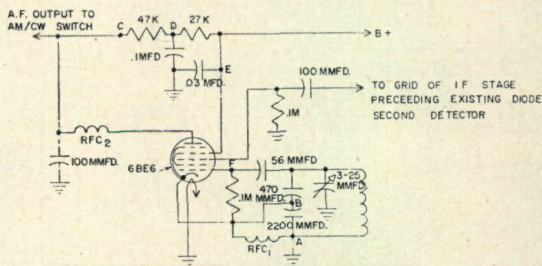 A.F. OUTPUT TO
AM/CW SWITCH
C
47K
D
27K
B+
.1MFD
E
.03 MFD.
100 MMFD.
TO GRID OF IF STAGE
PRECEEDING EXISTING DIODE
SECOND DETECTOR
.1M
RFC2
100MMFD.
6BE6
F
56 MMFD
470
MMFD.
B
3-25
MMFD.
.1M
2200 MMFD.
RFC1
A